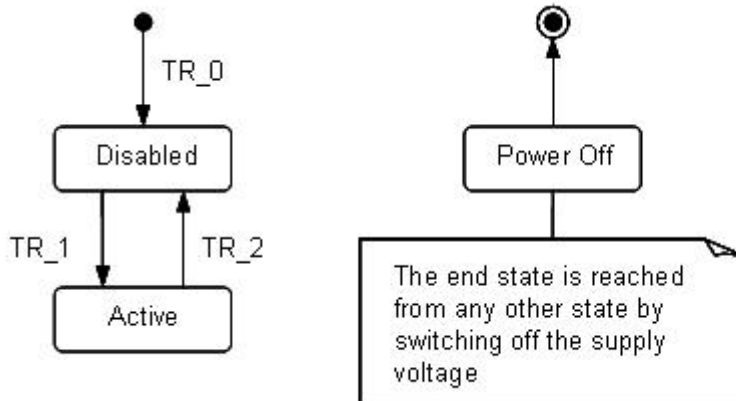 TR_0
Disabled
TR_1
TR_2
Active
Power Off
The end state is reached
from any other state by
switching off the supply
voltage